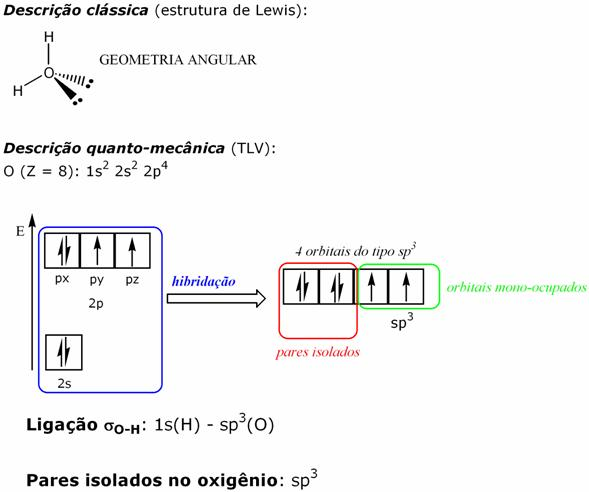 Descrição clássica (estrutura de Lewis):
H
GEOMETRIA ANGULAR
O
H
Descrição quanto-mecânica (TLV):
O (Z = 8): 1s² 2s² 2p⁴
E
4 orbitais do tipo sp³
hibridação
px py pz
orbitais mono-ocupados
2p
sp³
pares isolados
2s
Ligação σO-H: 1s(H) - sp³(O)
Pares isolados no oxigênio: sp³